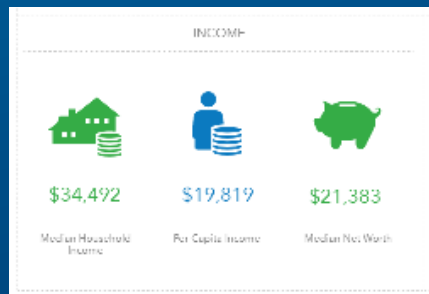 INCOME
$34,492
$19,819
$21,383
Median Household
Income
Per Capita Income
Median Net Worth